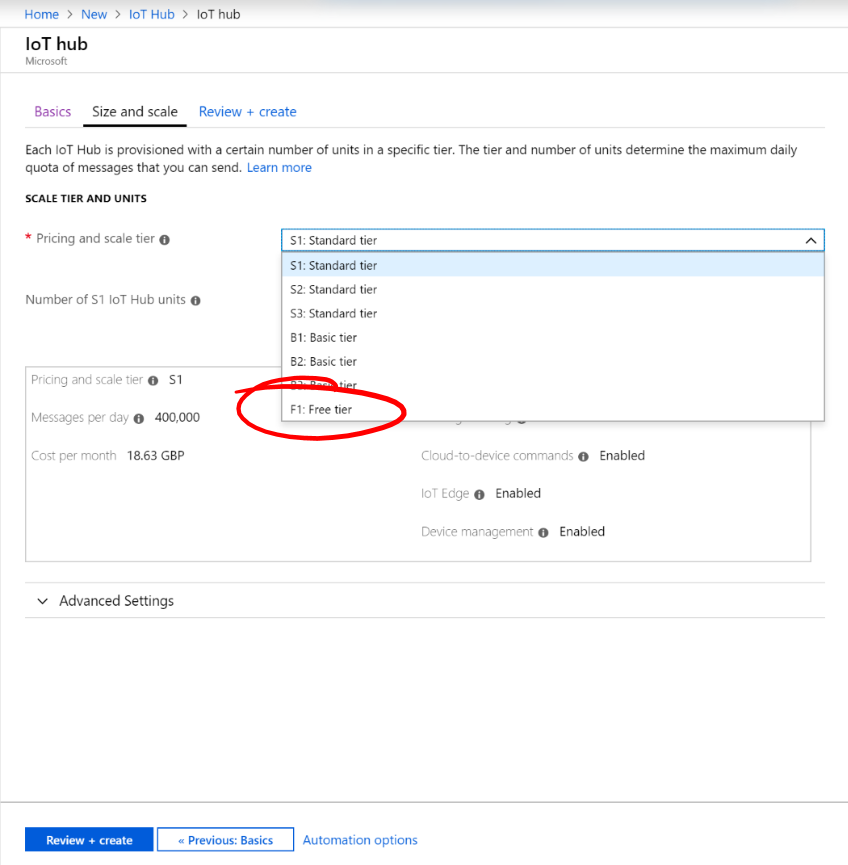 Home > New > IoT Hub > IoT hub
IoT hub
Microsoft
Basics Size and scale Review + create
Each IoT Hub is provisioned with a certain number of units in a specific tier. The tier and number of units determine the maximum daily
quota of messages that you can send. Learn more
SCALE TIER AND UNITS
* Pricing and scale tier S1: Standard tier
S1: Standard tier
S2: Standard tier
Number of S1 IoT Hub units
S3: Standard tier
B1: Basic tier
B2: Basic tier
Pricing and scale tier S1
B3: Basic tier
F1: Free tier
Messages per day 400,000
Cost per month 18.63 GBP Cloud-to-device commands Enabled
IoT Edge Enabled
Device management Enabled
Advanced Settings
Review + create « Previous: Basics Automation options